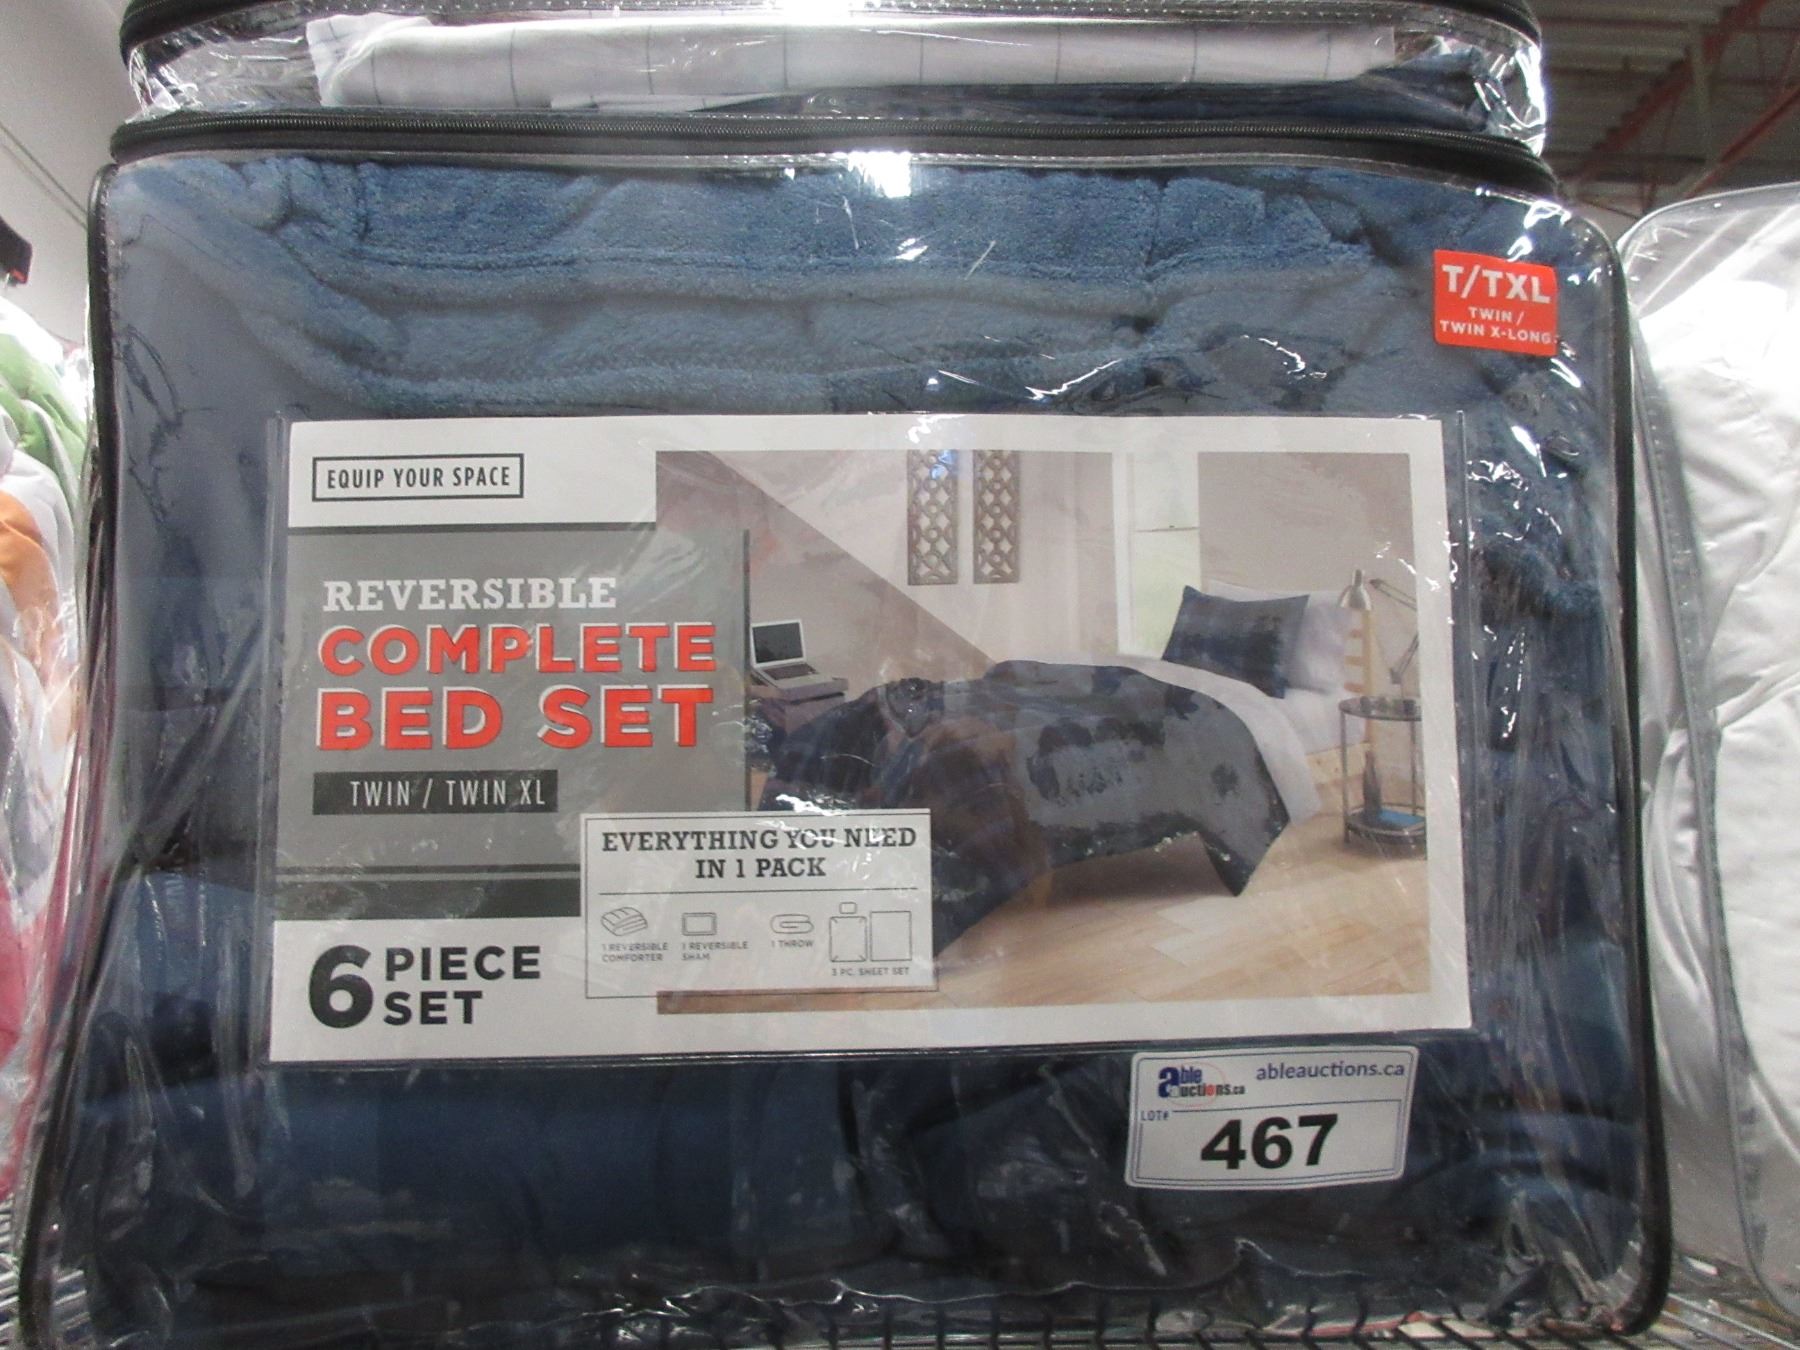 T/TXL
TWIN /
TWIN X-LONG
EQUIP YOUR SPACE
REVERSIBLE
COMPLETE
BED SET
TWIN / TWIN XL
EVERYTHING YOU NEED
IN 1 PACK
1 REVERSIBLE
COMFORTER
1 REVERSIBLE
SHAM
1 THROW
3 PC. SHEET SET
6 PIECE
SET
able
auctions.ca
ableauctions.ca
LOT#
467